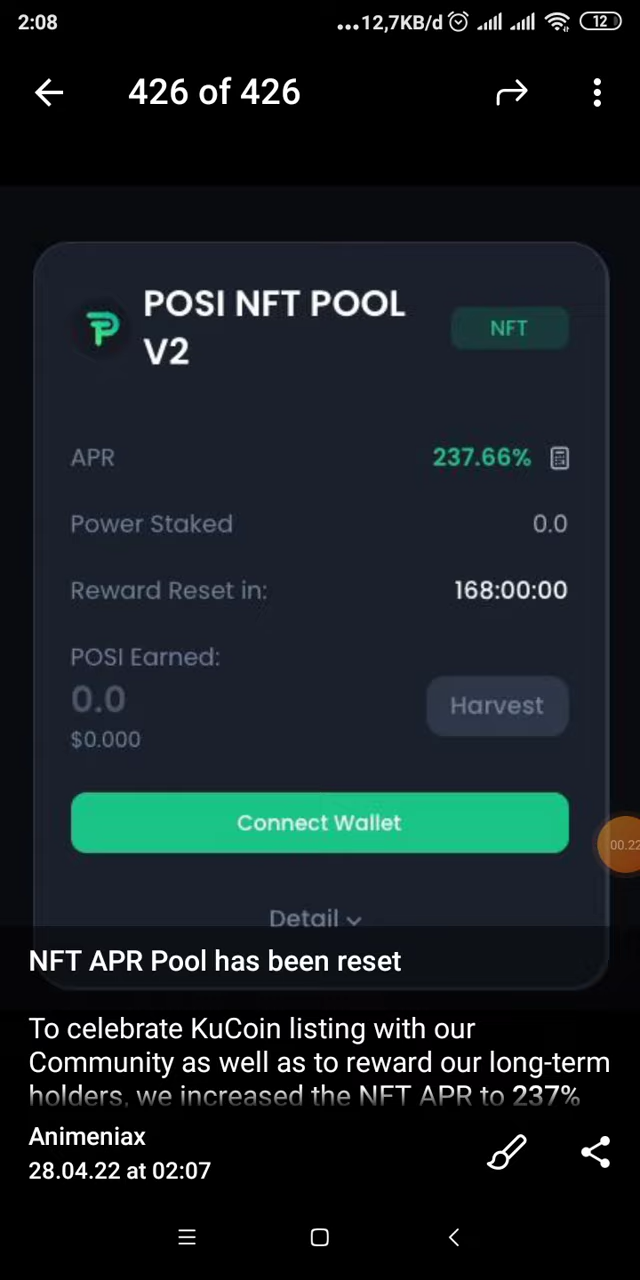 2:08
...12,7KB/d
12
426 of 426
POSI NFT POOL
V2
NFT
APR
237.66%
Power Staked
0.0
Reward Reset in:
168:00:00
POSI Earned:
0.0
$0.000
Harvest
Connect Wallet
00.22
Detail
NFT APR Pool has been reset
To celebrate KuCoin listing with our
Community as well as to reward our long-term
holders, we increased the NFT APR to 237%
Animeniax
28.04.22 at 02:07